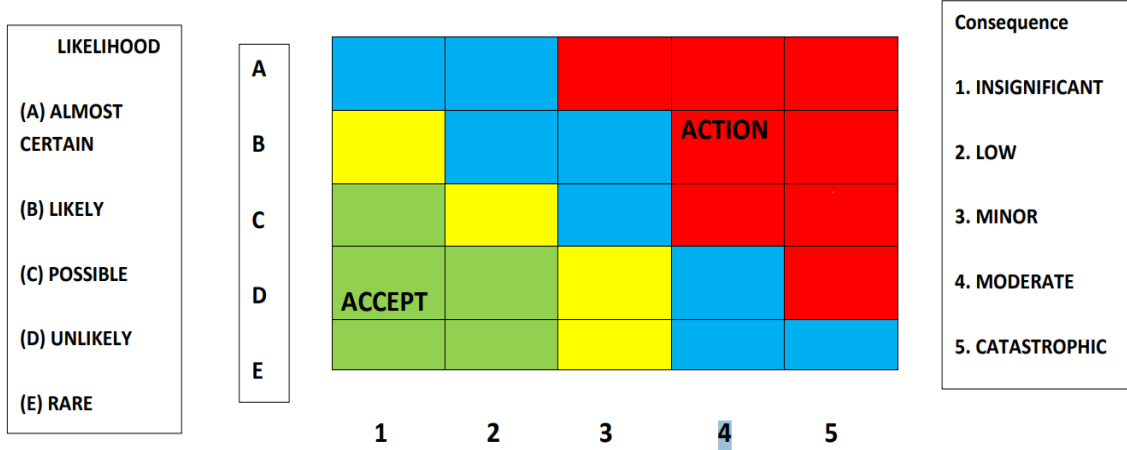 LIKELIHOOD
(A) ALMOST
CERTAIN
(B) LIKELY
(C) POSSIBLE
(D) UNLIKELY
(E) RARE
A
B
C
D
E
ACTION
ACCEPT
1 2 3 4 5
Consequence
1. INSIGNIFICANT
2. LOW
3. MINOR
4. MODERATE
5. CATASTROPHIC